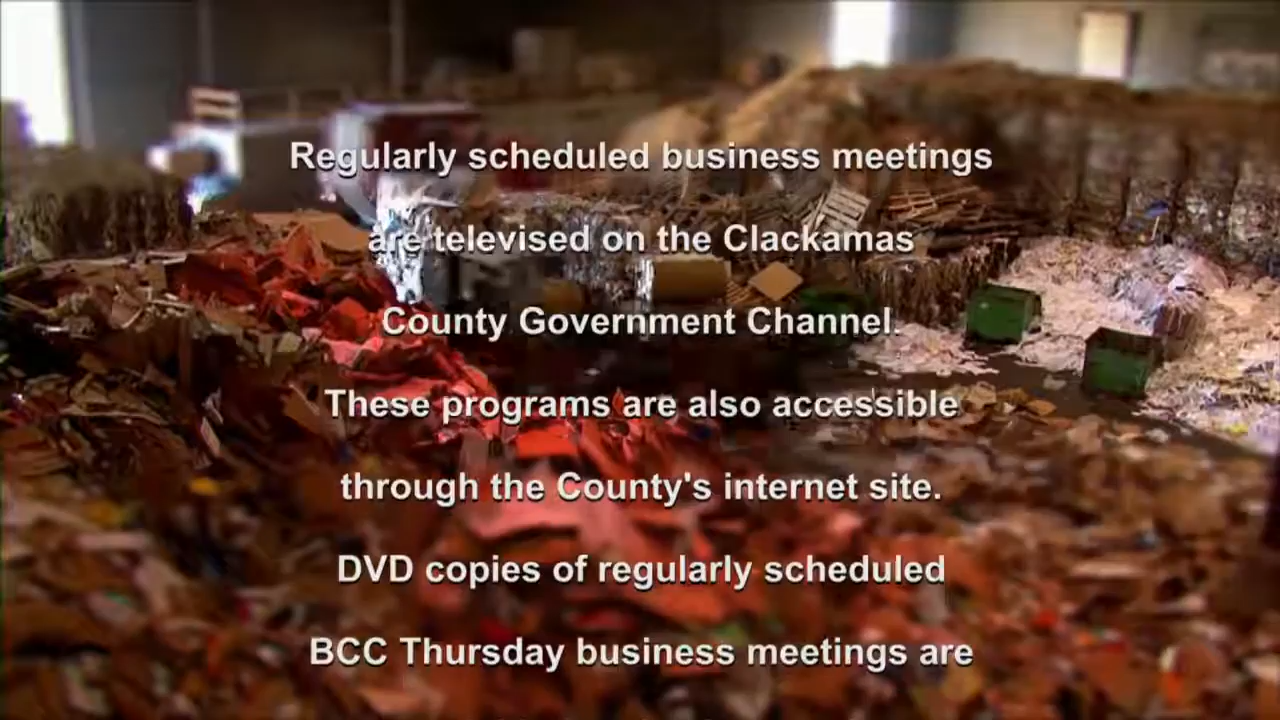 Regularly scheduled business meetings
are televised on the Clackamas
County Government Channel.
These programs are also accessible
through the County's internet site.
DVD copies of regularly scheduled
BCC Thursday business meetings are